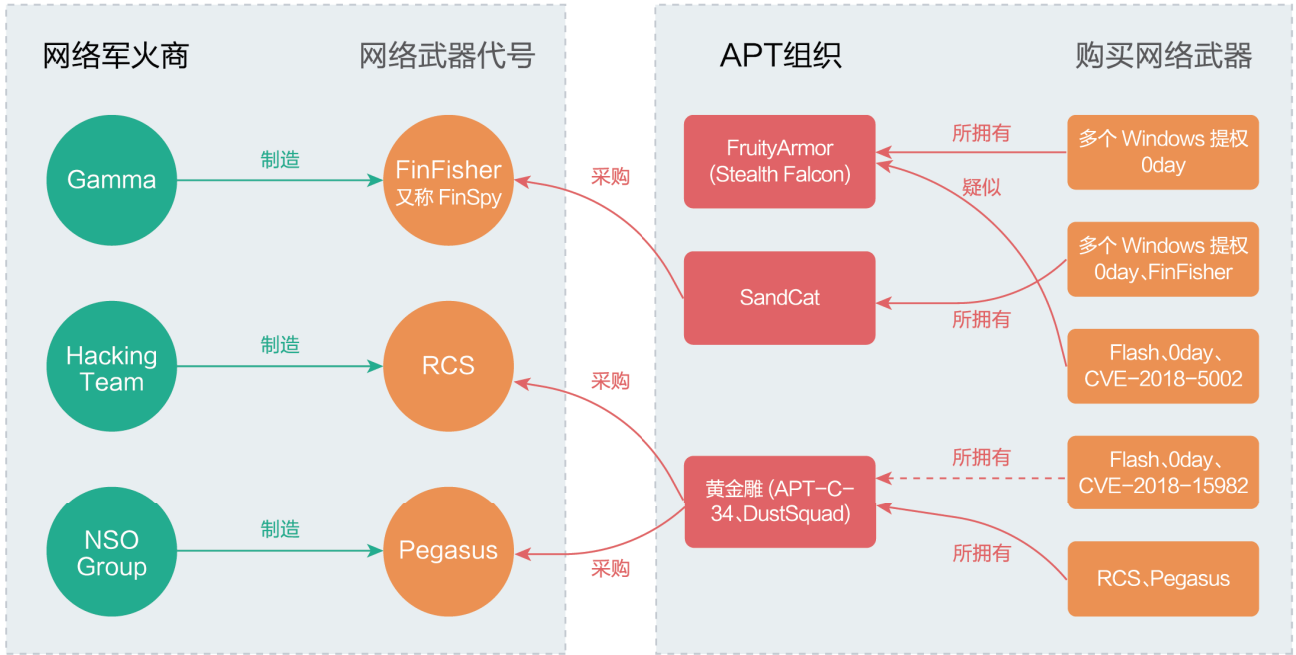 网络军火商
网络武器代号
APT组织
购买网络武器
Gamma
制造
FinFisher
又称 FinSpy
采购
FruityArmor
(Stealth Falcon)
所拥有
多个 Windows 提权
0day
疑似
SandCat
所拥有
多个 Windows 提权
0day、FinFisher
Hacking
Team
制造
RCS
采购
Flash、0day、
CVE-2018-5002
黄金雕 (APT-C-
34、DustSquad)
所拥有
Flash、0day、
CVE-2018-15982
NSO
Group
制造
Pegasus
采购
所拥有
RCS、Pegasus